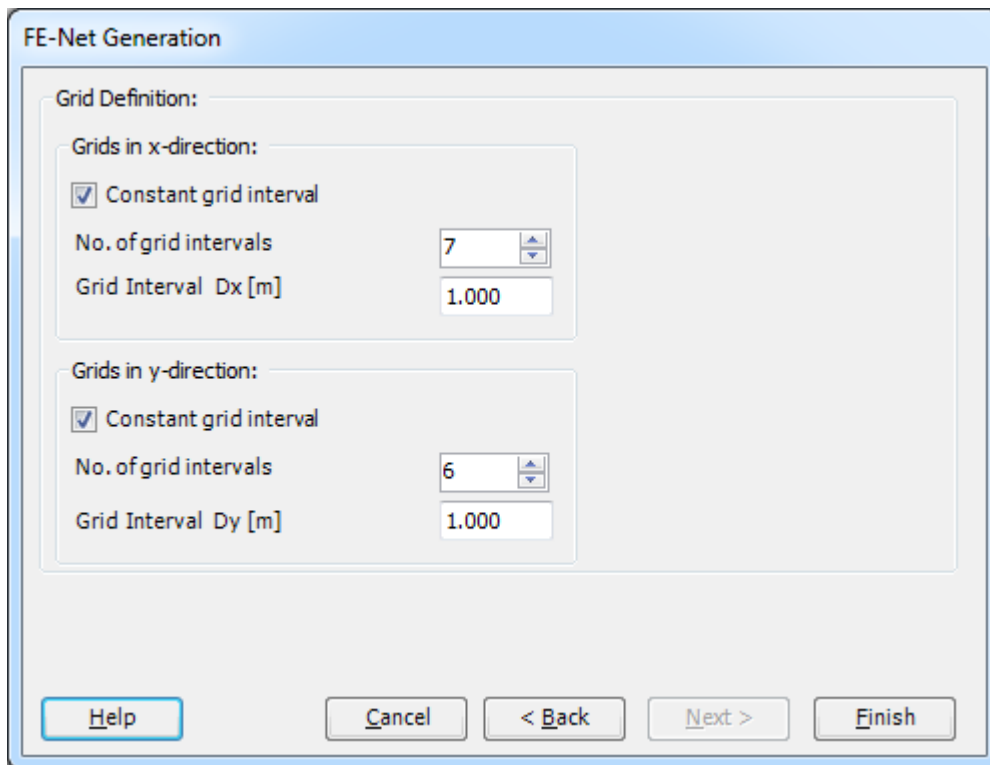 FE-Net Generation
Grid Definition:
Grids in x-direction:
Constant grid interval
No. of grid intervals 7
Grid Interval Dx [m] 1.000
Grids in y-direction:
Constant grid interval
No. of grid intervals 6
Grid Interval Dy [m] 1.000
Help Cancel < Back Next > Finish